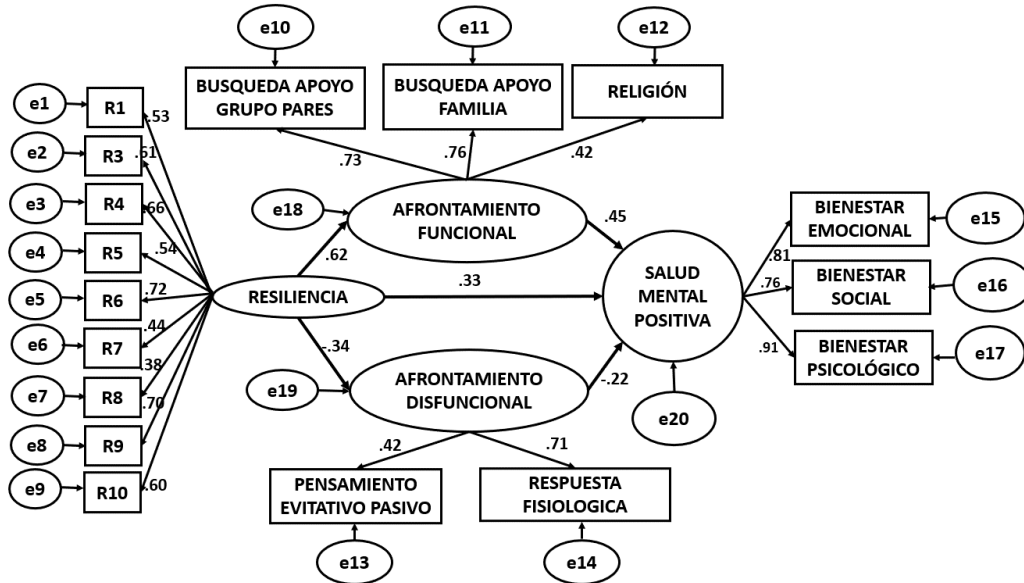 e10
e11
e12
BUSQUEDA APOYO
GRUPO PARES
BUSQUEDA APOYO
FAMILIA
RELIGIÓN
.73
.76
.42
e1
R1
.53
e2
R3
.61
e3
R4
.66
e4
R5
.54
e5
R6
.72
e6
R7
.44
e7
R8
.38
e8
R9
.70
e9
R10
.60
e18
AFRONTAMIENTO
FUNCIONAL
.62
.45
RESILIENCIA
.33
-.34
e19
AFRONTAMIENTO
DISFUNCIONAL
-.22
SALUD
MENTAL
POSITIVA
e20
.81
.76
.91
BIENESTAR
EMOCIONAL
e15
BIENESTAR
SOCIAL
e16
BIENESTAR
PSICOLÓGICO
e17
.42
.71
PENSAMIENTO
EVITATIVO PASIVO
RESPUESTA
FISIOLOGICA
e13
e14